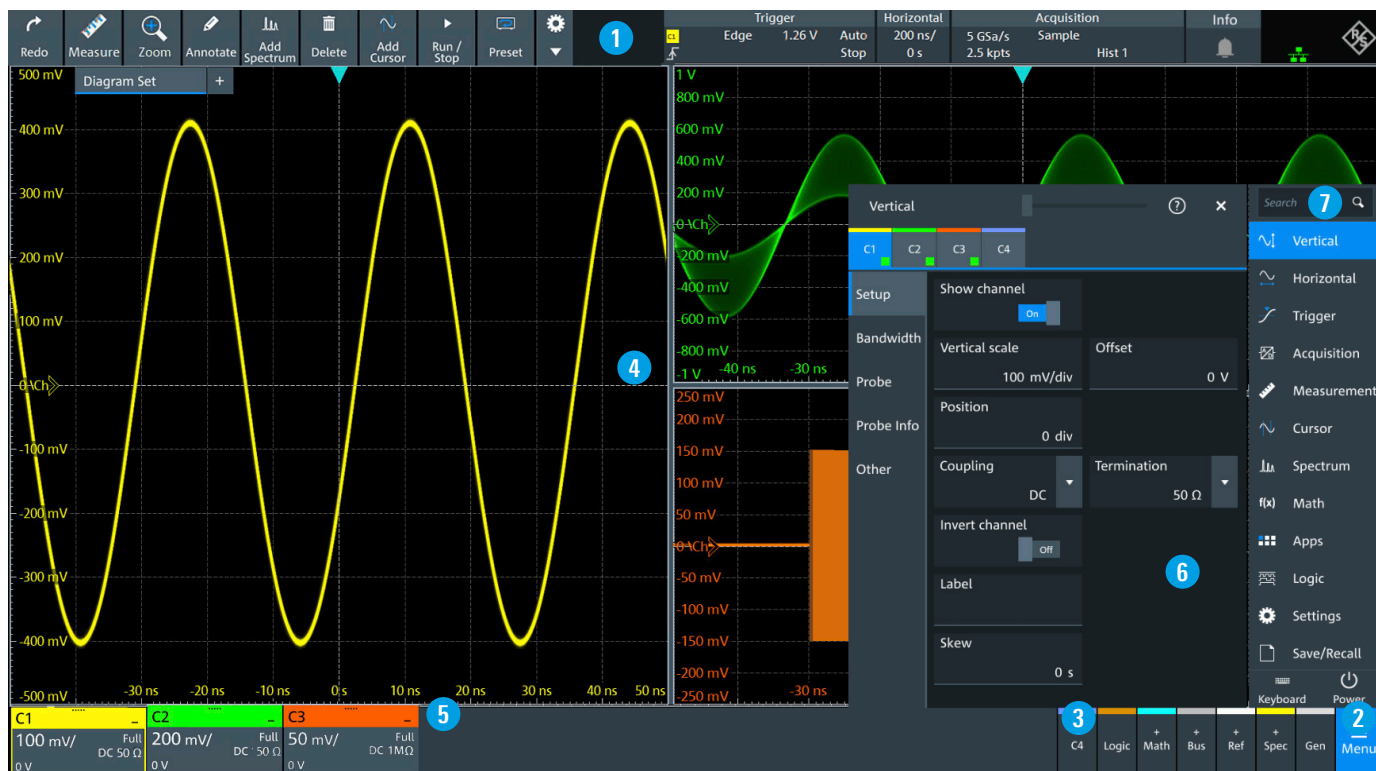 Redo Measure Zoom Annotate Add Spectrum Delete Add Cursor Run / Stop Preset
1
C1
Trigger
Edge 1.26 V Auto
Stop
Horizontal
200 ns/
0 s
Acquisition
5 GSa/s Sample
2.5 kpts Hist 1
Info
R&S
Diagram Set +
500 mV
400 mV
300 mV
200 mV
100 mV
0 V
C1
-100 mV
-200 mV
-300 mV
-400 mV
-500 mV
-30 ns -20 ns -10 ns 0 s 10 ns 20 ns 30 ns 40 ns 50 ns
4
1 V
800 mV
600 mV
400 mV
200 mV
-200 mV
-400 mV
-600 mV
-800 mV
-1 V
-40 ns -30 ns
250 mV
200 mV
150 mV
100 mV
50 mV
-50 mV
-100 mV
-150 mV
-200 mV
-250 mV
-30 ns
Vertical ? ×
C1 C2 C3 C4
Setup
Bandwidth
Probe
Probe Info
Other
Show channel
On
Vertical scale
100 mV/div
Offset
0 V
Position
0 div
Coupling
DC
Termination
50 Ω
Invert channel
Off
Label
Skew
0 s
6
Search 7
Vertical
Horizontal
Trigger
Acquisition
Measurement
Cursor
Spectrum
f(x) Math
Apps
Logic
Settings
Save/Recall
Keyboard Power
C1
100 mV/ Full
DC 50 Ω
0 V
C2
200 mV/ Full
DC 50 Ω
0 V
C3
50 mV/ Full
DC 1MΩ
0 V
5
3
C4
Logic
+ Math
+ Bus
+ Ref
+ Spec
Gen
2
Menu